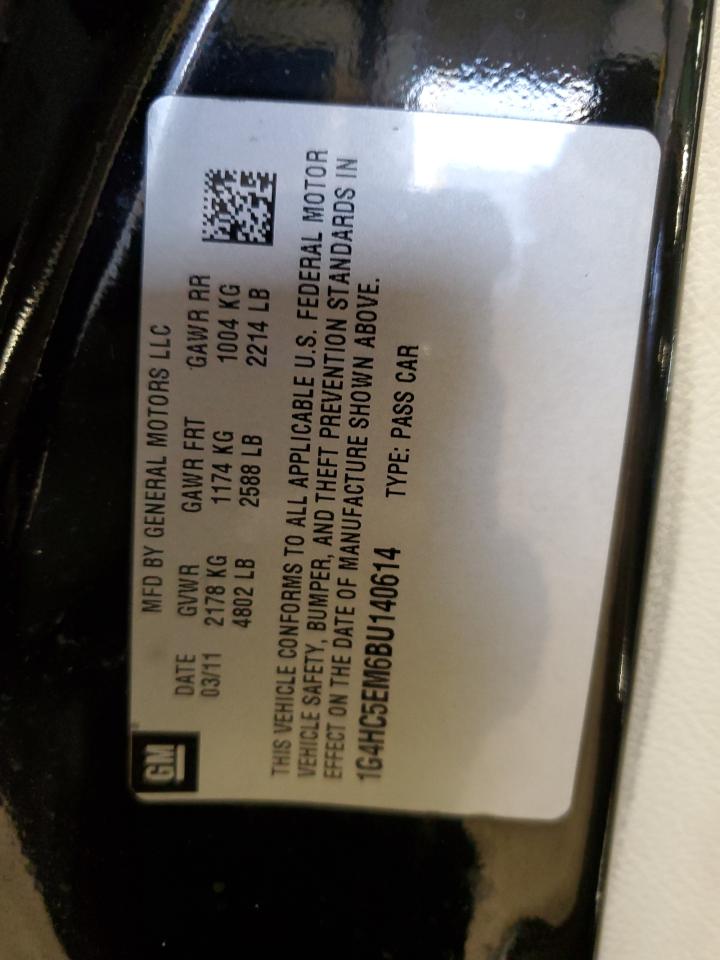 GM
MFD BY GENERAL MOTORS LLC
DATE GVWR GAWR FRT GAWR RR
03/11 2178 KG 1174 KG 1004 KG
4802 LB 2588 LB 2214 LB
THIS VEHICLE CONFORMS TO ALL APPLICABLE U.S. FEDERAL MOTOR
VEHICLE SAFETY, BUMPER, AND THEFT PREVENTION STANDARDS IN
EFFECT ON THE DATE OF MANUFACTURE SHOWN ABOVE.
1G4HC5EM6BU140614 TYPE: PASS CAR